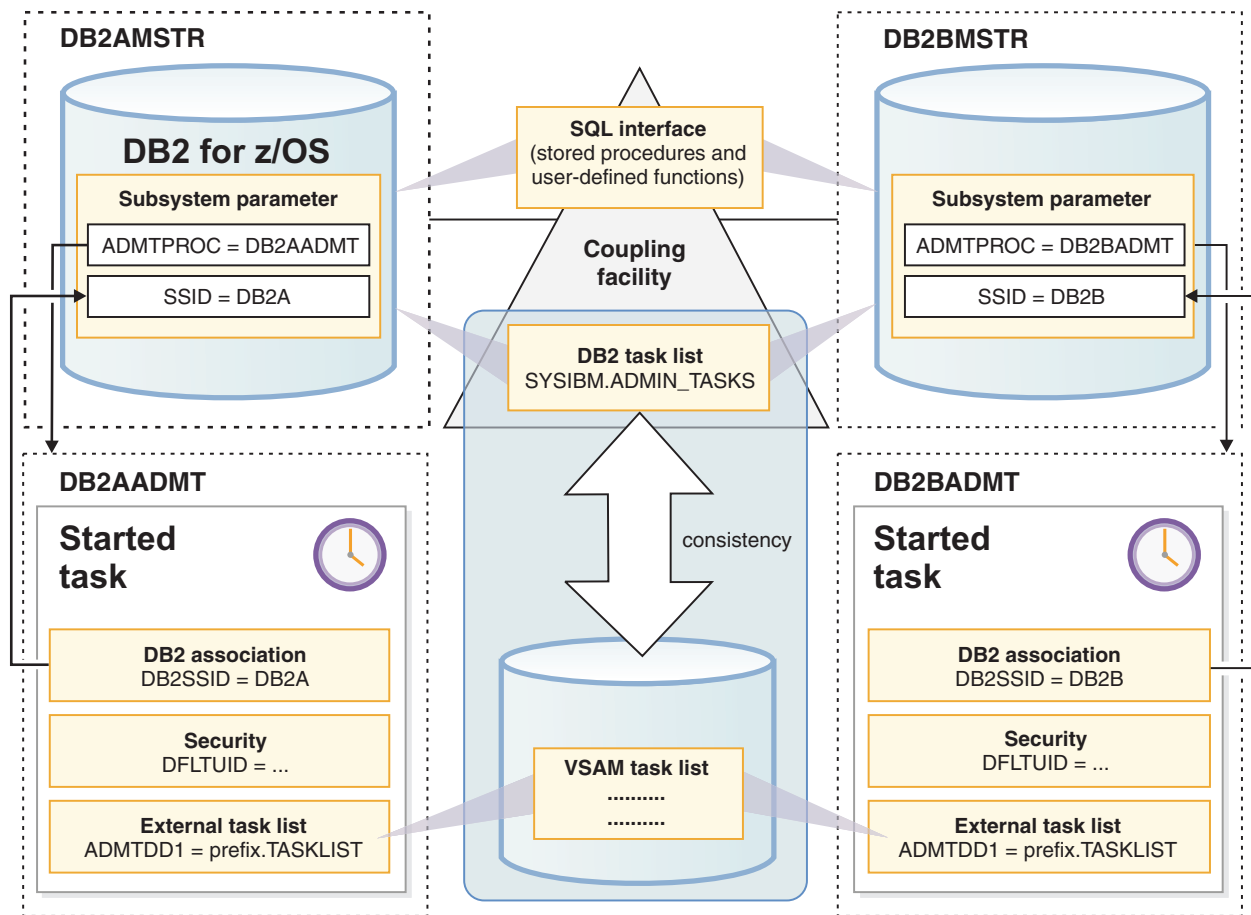 DB2AMSTR
DB2 for z/OS
Subsystem parameter
ADMTPROC = DB2AADMT
SSID = DB2A
SQL interface
(stored procedures and
user-defined functions)
Coupling
facility
DB2 task list
SYSIBM.ADMIN_TASKS
DB2BMSTR
Subsystem parameter
ADMTPROC = DB2BADMT
SSID = DB2B
DB2AADMT
Started
task
DB2 association
DB2SSID = DB2A
Security
DFLTUID = ...
External task list
ADMTDD1 = prefix.TASKLIST
consistency
VSAM task list
..........
..........
DB2BADMT
Started
task
DB2 association
DB2SSID = DB2B
Security
DFLTUID = ...
External task list
ADMTDD1 = prefix.TASKLIST